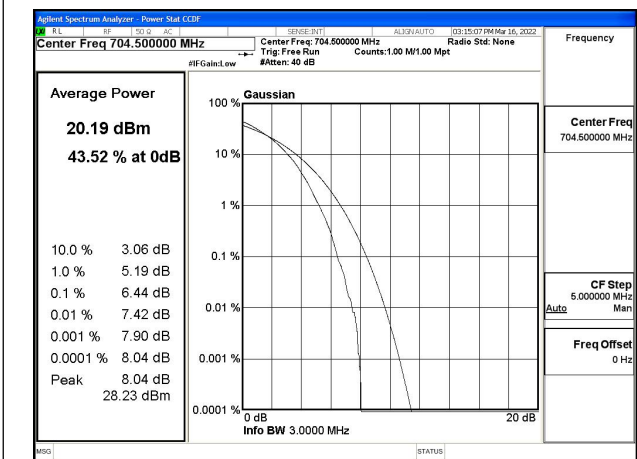 Agilent Spectrum Analyzer - Power Stat CCDF
RL RF 50 Ω AC SENSE:INT ALIGN AUTO 03:15:07 PM Mar 16, 2022
Center Freq 704.500000 MHz
Center Freq: 704.500000 MHz Radio Std: None
Trig: Free Run Counts:1.00 M/1.00 Mpt
#IFGain:Low #Atten: 40 dB
Frequency
Average Power
20.19 dBm
43.52 % at 0dB
10.0 % 3.06 dB
1.0 % 5.19 dB
0.1 % 6.44 dB
0.01 % 7.42 dB
0.001 % 7.90 dB
0.0001 % 8.04 dB
Peak 8.04 dB
28.23 dBm
Gaussian
100 %
10 %
1 %
0.1 %
0.01 %
0.001 %
0.0001 %
0 dB 20 dB
Info BW 3.0000 MHz
Center Freq
704.500000 MHz
CF Step
5.000000 MHz
Auto Man
Freq Offset
0 Hz
MSG STATUS